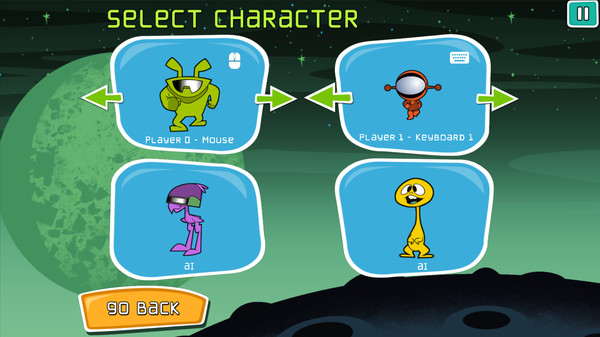 SELECT CHARACTER
PLAYER 0 - MOUSE
PLAYER 1 - KEYBOARD 1
AI
AI
GO BACK